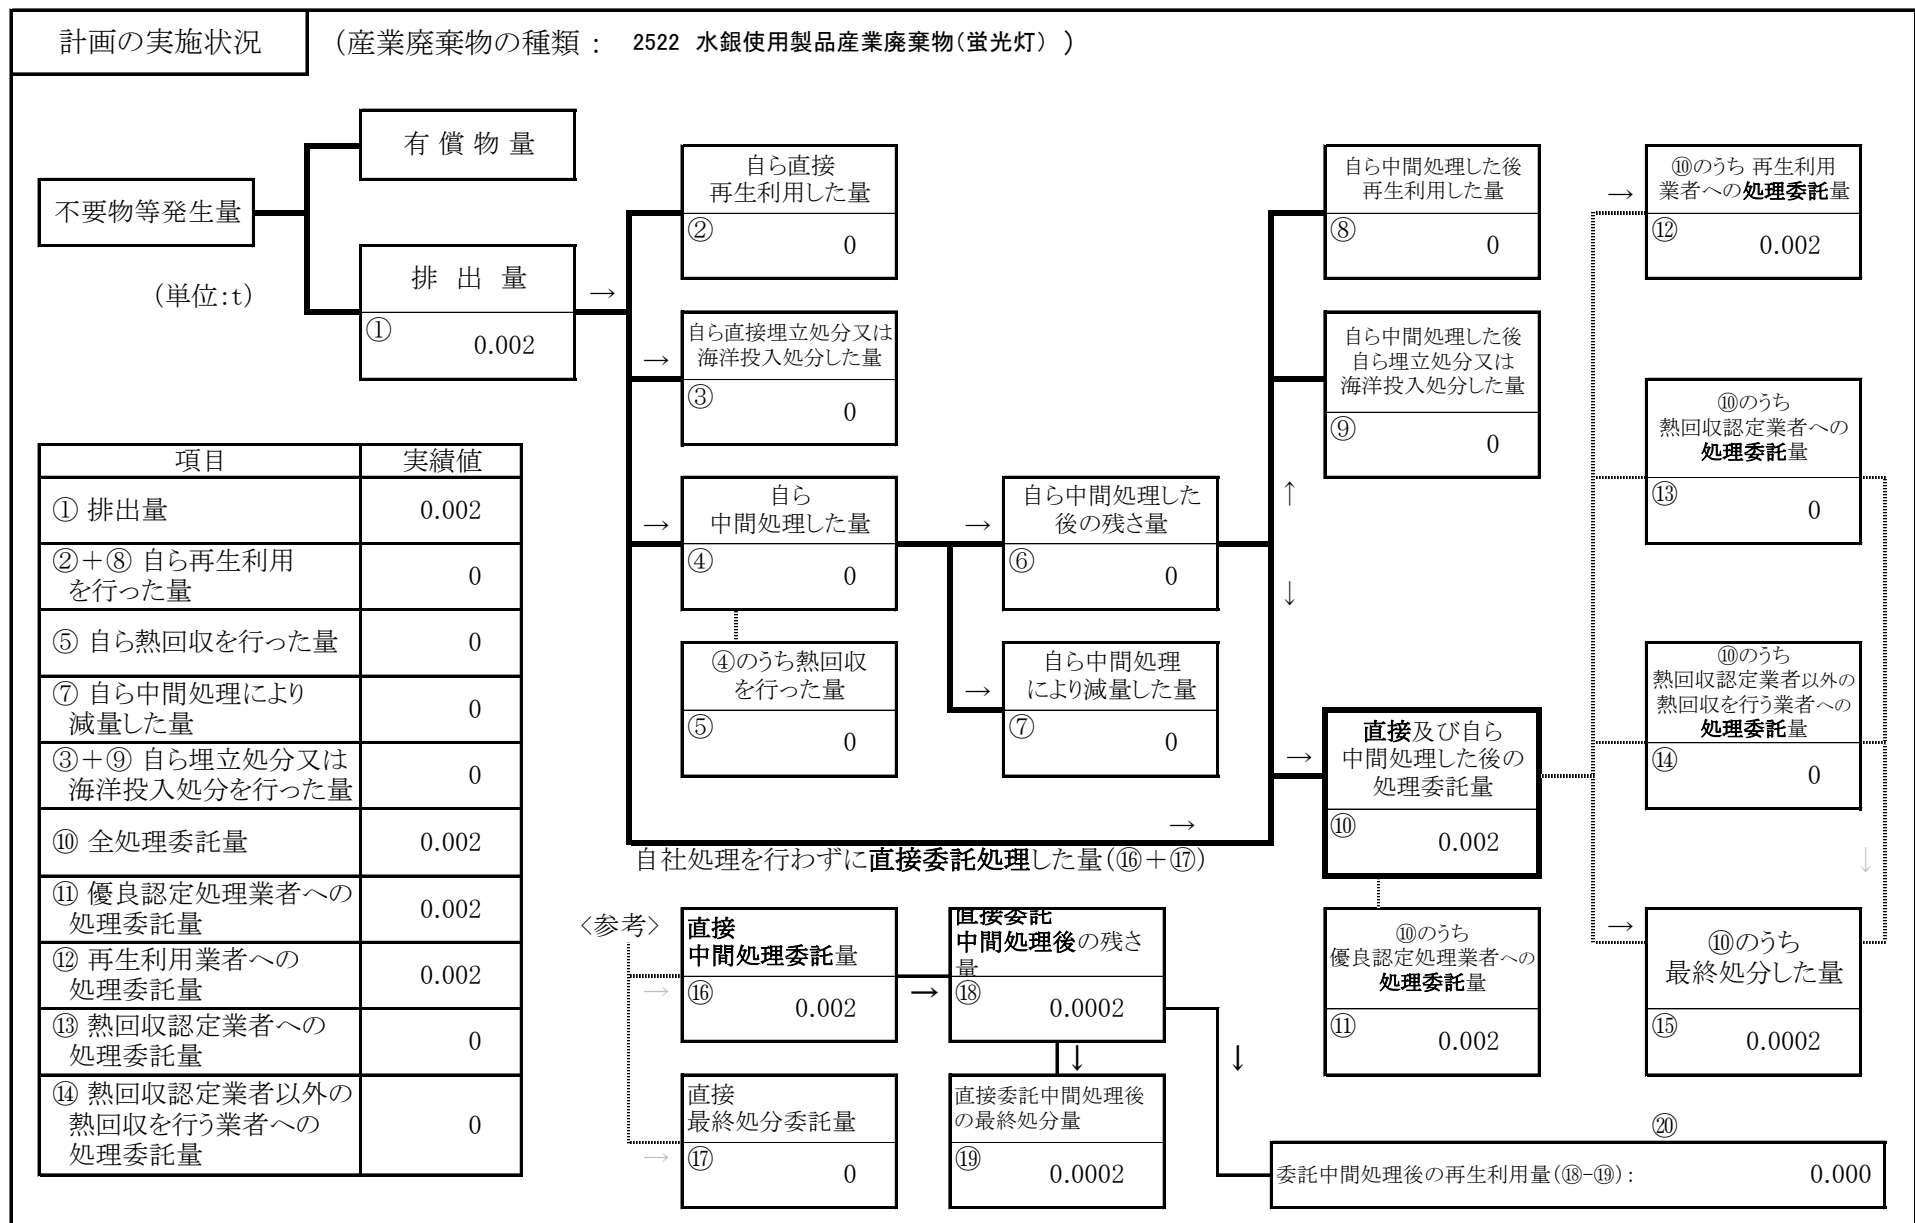 計画の実施状況
(産業廃棄物の種類： 2522 水銀使用製品産業廃棄物(蛍光灯) )
不要物等発生量
(単位:t)
有 償 物 量
排 出 量
→
①
0.002
自ら直接
再生利用した量
②
0
→
自ら直接埋立処分又は
海洋投入処分した量
③
0
→
自ら
中間処理した量
④
0
④のうち熱回収
を行った量
⑤
0
→
自ら中間処理した
後の残さ量
⑥
0
→
自ら中間処理
により減量した量
⑦
0
自ら中間処理した後
再生利用した量
⑧
0
自ら中間処理した後
自ら埋立処分又は
海洋投入処分した量
⑨
0
↑
↓
→
直接及び自ら
中間処理した後の
処理委託量
⑩
0.002
⑩のうち
優良認定処理業者への
処理委託量
⑪
0.002
→
⑩のうち 再生利用
業者への処理委託量
⑫
0.002
⑩のうち
熱回収認定業者への
処理委託量
⑬
0
⑩のうち
熱回収認定業者以外の
熱回収を行う業者への
処理委託量
⑭
0
↓
→
⑩のうち
最終処分した量
⑮
0.0002
項目 実績値
① 排出量 0.002
②＋⑧ 自ら再生利用
を行った量 0
⑤ 自ら熱回収を行った量 0
⑦ 自ら中間処理により
減量した量 0
③＋⑨ 自ら埋立処分又は
海洋投入処分を行った量 0
⑩ 全処理委託量 0.002
⑪ 優良認定処理業者への
処理委託量 0.002
⑫ 再生利用業者への
処理委託量 0.002
⑬ 熱回収認定業者への
処理委託量 0
⑭ 熱回収認定業者以外の
熱回収を行う業者への
処理委託量 0
→
自社処理を行わずに直接委託処理した量(⑯＋⑰)
〈参考〉
→
直接
中間処理委託量
⑯
0.002
→
直接委託
中間処理後の残さ
量
⑱
0.0002
↓
↓
→
直接
最終処分委託量
⑰
0
直接委託中間処理後
の最終処分量
⑲
0.0002
⑳
委託中間処理後の再生利用量(⑱-⑲)： 0.000